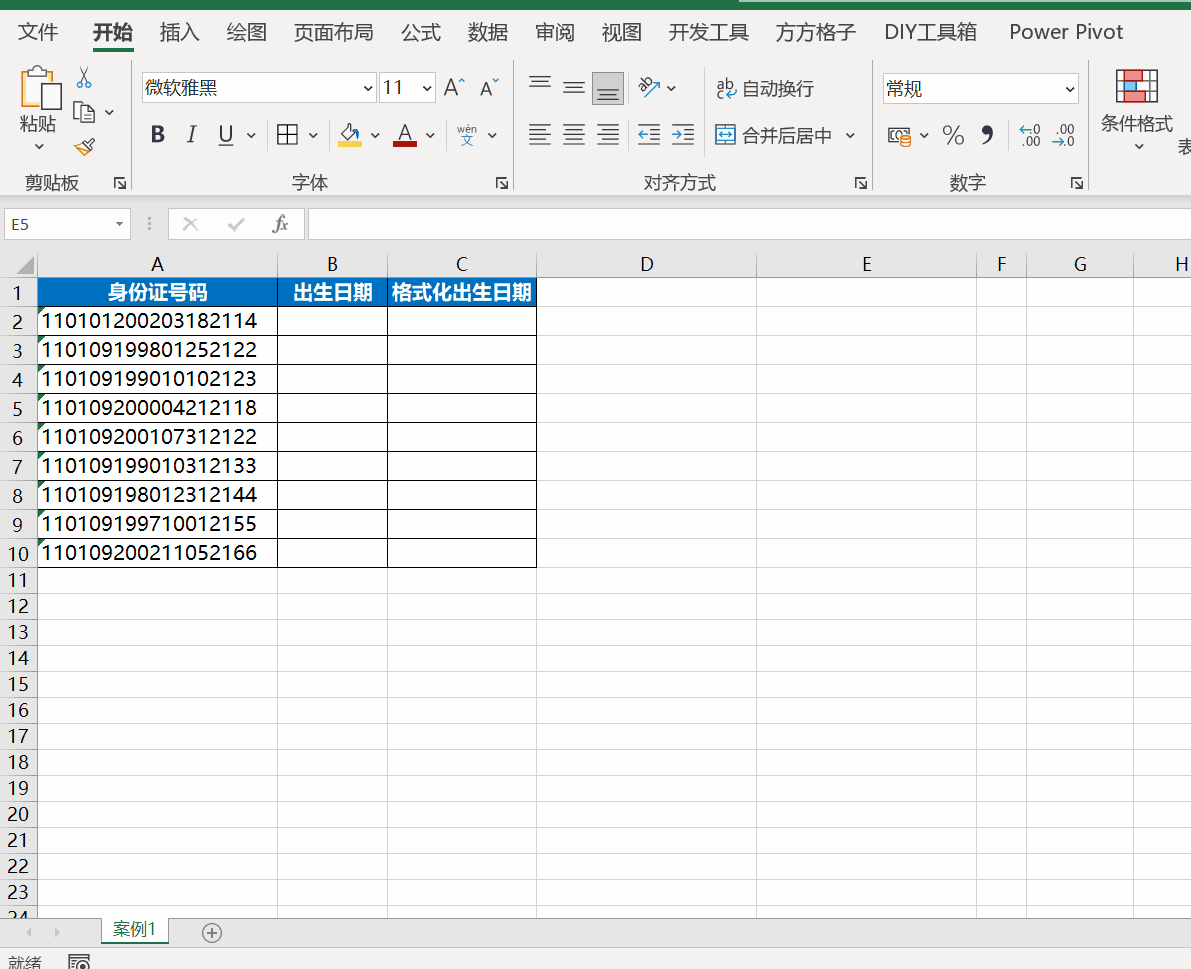 文件 开始 插入 绘图 页面布局 公式 数据 审阅 视图 开发工具 方方格子 DIY工具箱 Power Pivot
微软雅黑 11 A A ab 自动换行 常规
粘贴 条件格式
B I U A wén 文 合并后居中 % , .0 .00 .00 .0
表
剪贴板 字体 对齐方式 数字
E5 fx
A B C D E F G H
1 身份证号码 出生日期 格式化出生日期
2 110101200203182114
3 110109199801252122
4 110109199010102123
5 110109200004212118
6 110109200107312122
7 110109199010312133
8 110109198012312144
9 110109199710012155
10 110109200211052166
11
12
13
14
15
16
17
18
19
20
21
22
23
24
案例1
就绪